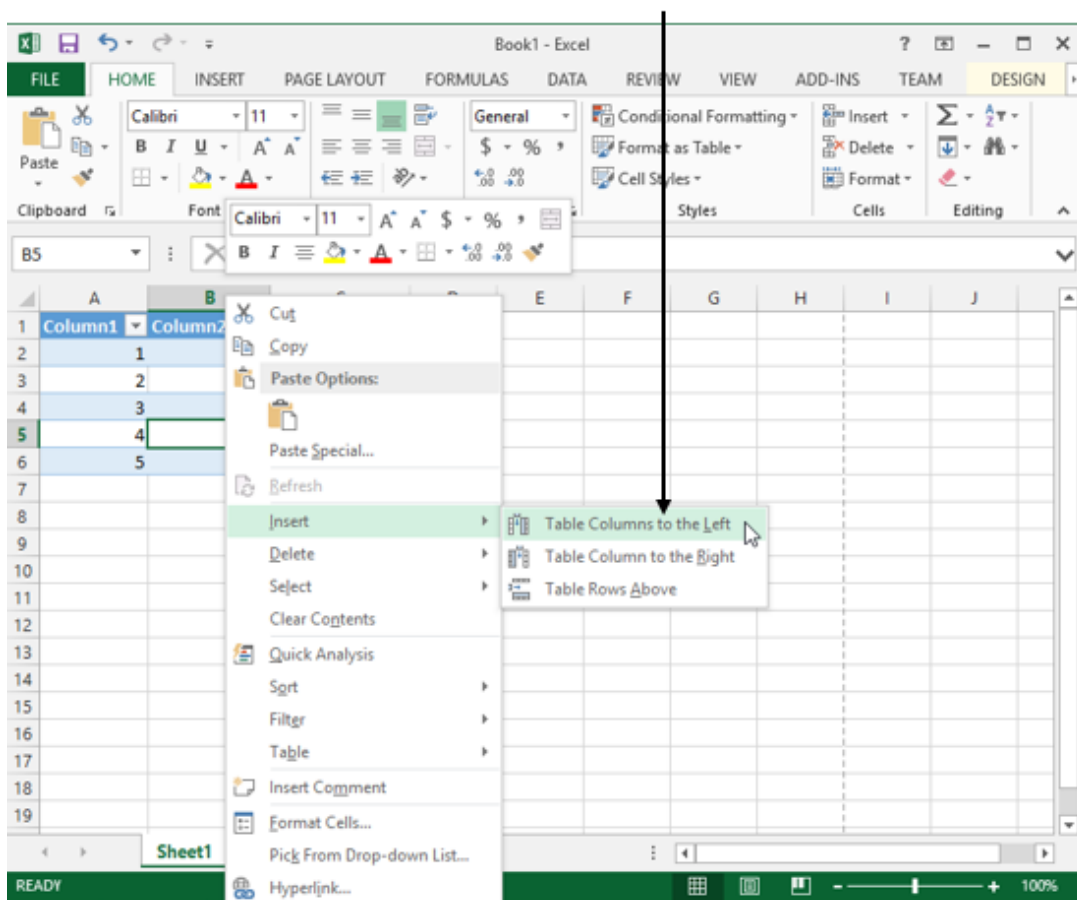 Book1 - Excel ?
FILE HOME INSERT PAGE LAYOUT FORMULAS DATA REVIEW VIEW ADD-INS TEAM DESIGN
Calibri 11 General Conditional Formatting Insert
Paste B I U A A A $ % , Format as Table Delete
Cell Styles Format
Clipboard Font Styles Cells Editing
Calibri 11 A A $ % ,
B I A
B5
A B E F G H I J
1 Column1 Column2
2 1
3 2
4 3
5 4
6 5
7
8
9
10
11
12
13
14
15
16
17
18
19
Cut
Copy
Paste Options:
Paste Special...
Refresh
Insert
Delete
Select
Clear Contents
Quick Analysis
Sort
Filter
Table
Insert Comment
Format Cells...
Pick From Drop-down List...
Hyperlink...
Table Columns to the Left
Table Column to the Right
Table Rows Above
Sheet1
READY 100%